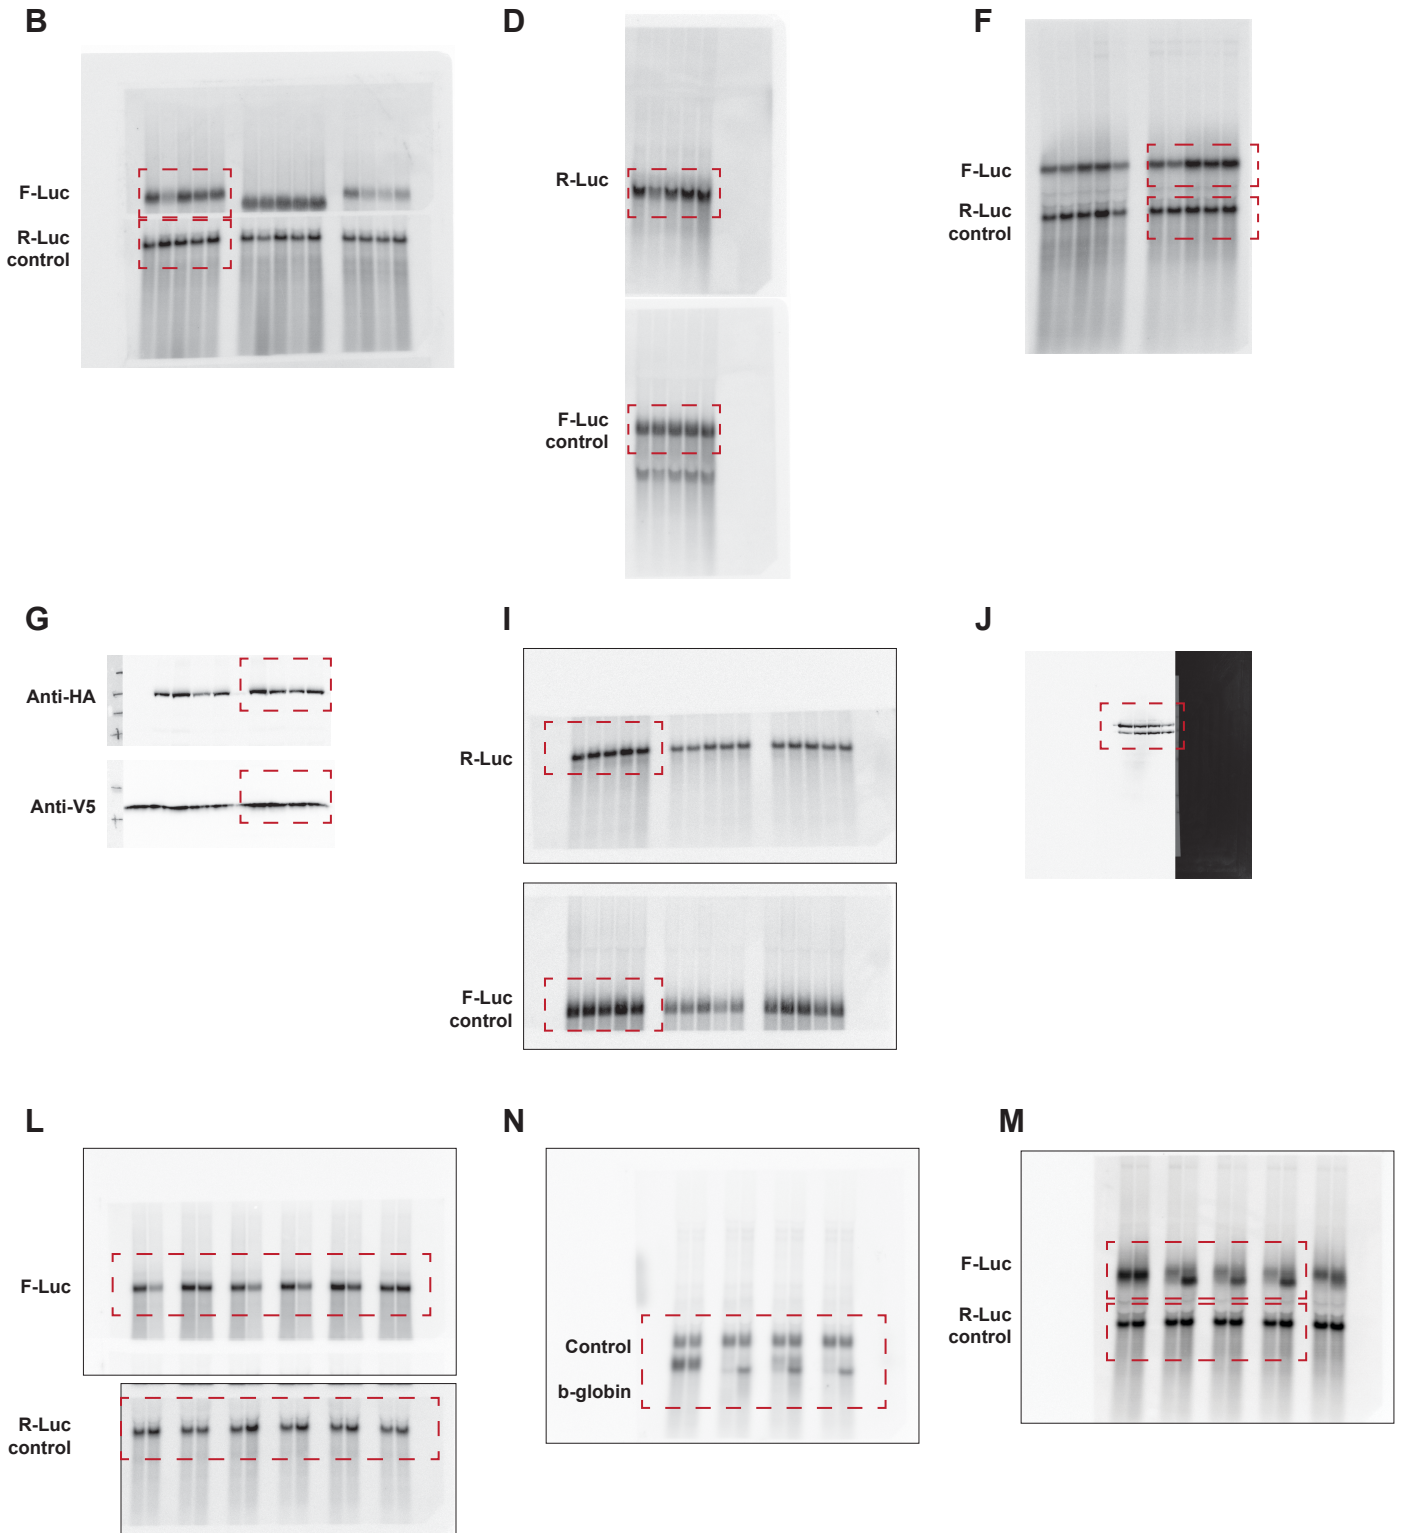 B
D
F
F-Luc
R-Luc
control
R-Luc
F-Luc
control
F-Luc
R-Luc
control
G
I
J
Anti-HA
Anti-V5
R-Luc
F-Luc
control
L
N
M
F-Luc
R-Luc
control
Control
b-globin
F-Luc
R-Luc
control